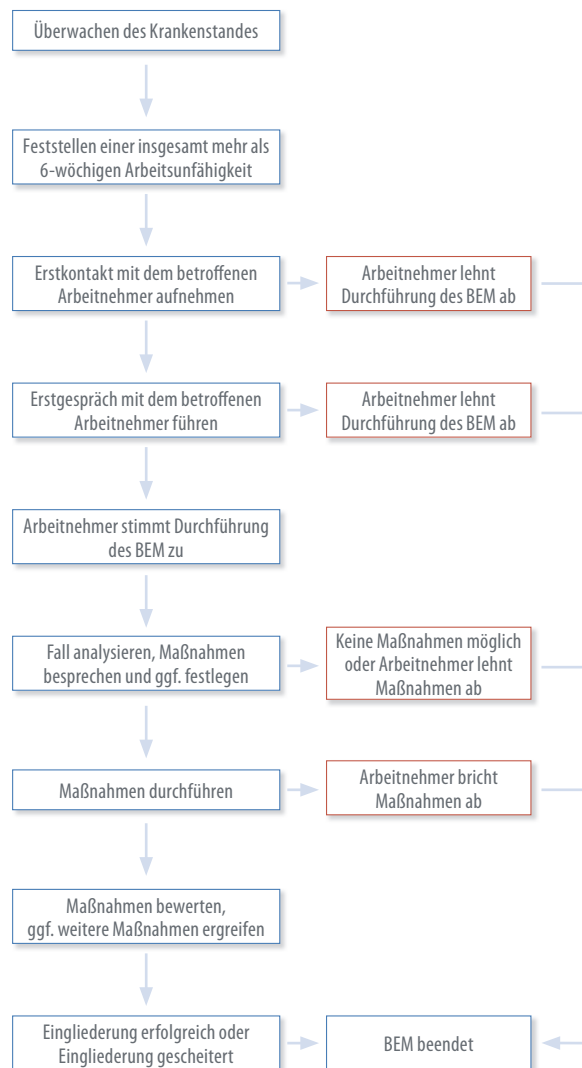 Überwachen des Krankenstandes
Feststellen einer insgesamt mehr als
6-wöchigen Arbeitsunfähigkeit
Erstkontakt mit dem betroffenen
Arbeitnehmer aufnehmen
Arbeitnehmer lehnt
Durchführung des BEM ab
Erstgespräch mit dem betroffenen
Arbeitnehmer führen
Arbeitnehmer lehnt
Durchführung des BEM ab
Arbeitnehmer stimmt Durchführung
des BEM zu
Fall analysieren, Maßnahmen
besprechen und ggf. festlegen
Keine Maßnahmen möglich
oder Arbeitnehmer lehnt
Maßnahmen ab
Maßnahmen durchführen
Arbeitnehmer bricht
Maßnahmen ab
Maßnahmen bewerten,
ggf. weitere Maßnahmen ergreifen
Eingliederung erfolgreich oder
Eingliederung gescheitert
BEM beendet